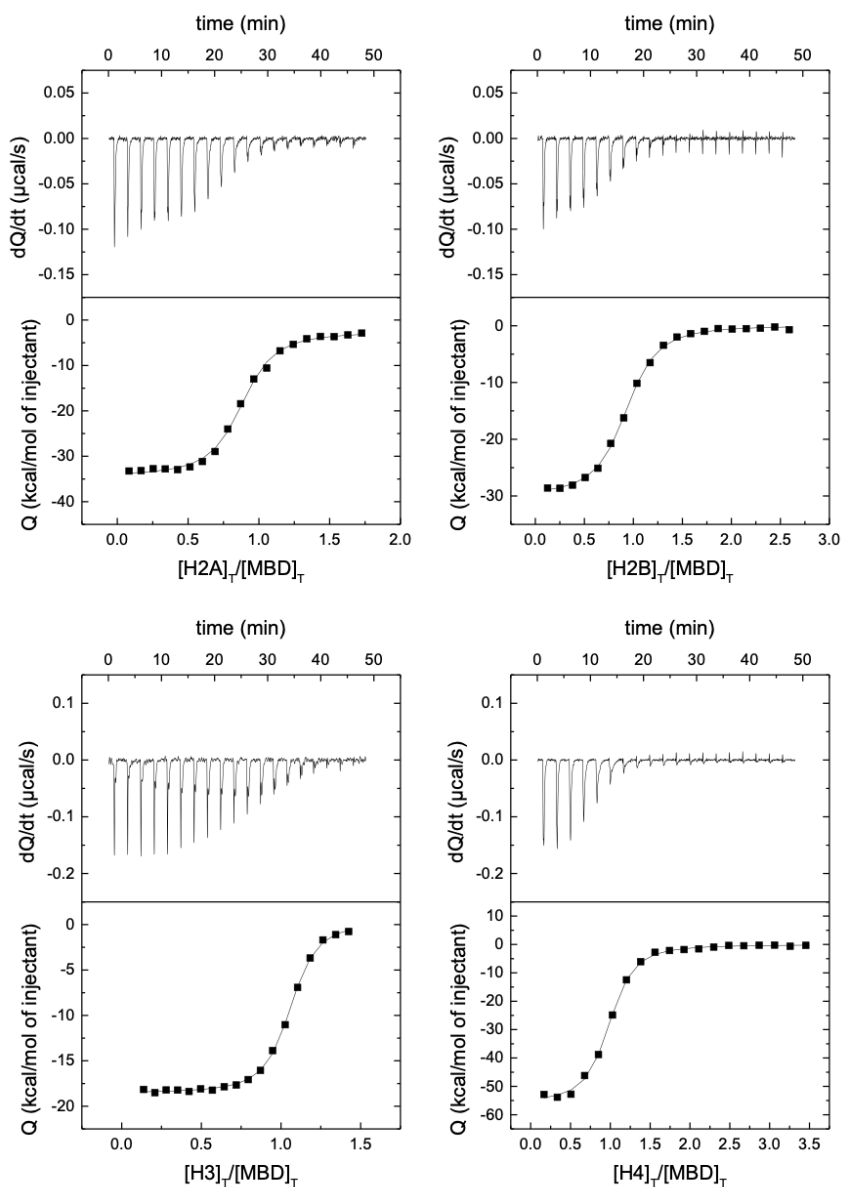 time (min)
0 10 20 30 40 50
0.05
0.00
-0.05
-0.10
-0.15
dQ/dt (μcal/s)
0
-10
-20
-30
-40
Q (kcal/mol of injectant)
0.0 0.5 1.0 1.5 2.0
[H2A]T/[MBD]T
time (min)
0 10 20 30 40 50
0.05
0.00
-0.05
-0.10
-0.15
dQ/dt (μcal/s)
0
-10
-20
-30
Q (kcal/mol of injectant)
0.0 0.5 1.0 1.5 2.0 2.5 3.0
[H2B]T/[MBD]T
time (min)
0 10 20 30 40 50
0.1
0.0
-0.1
-0.2
dQ/dt (μcal/s)
0
-5
-10
-15
-20
Q (kcal/mol of injectant)
0.0 0.5 1.0 1.5
[H3]T/[MBD]T
time (min)
0 10 20 30 40 50
0.1
0.0
-0.1
-0.2
dQ/dt (μcal/s)
10
0
-10
-20
-30
-40
-50
-60
Q (kcal/mol of injectant)
0.0 0.5 1.0 1.5 2.0 2.5 3.0 3.5
[H4]T/[MBD]T